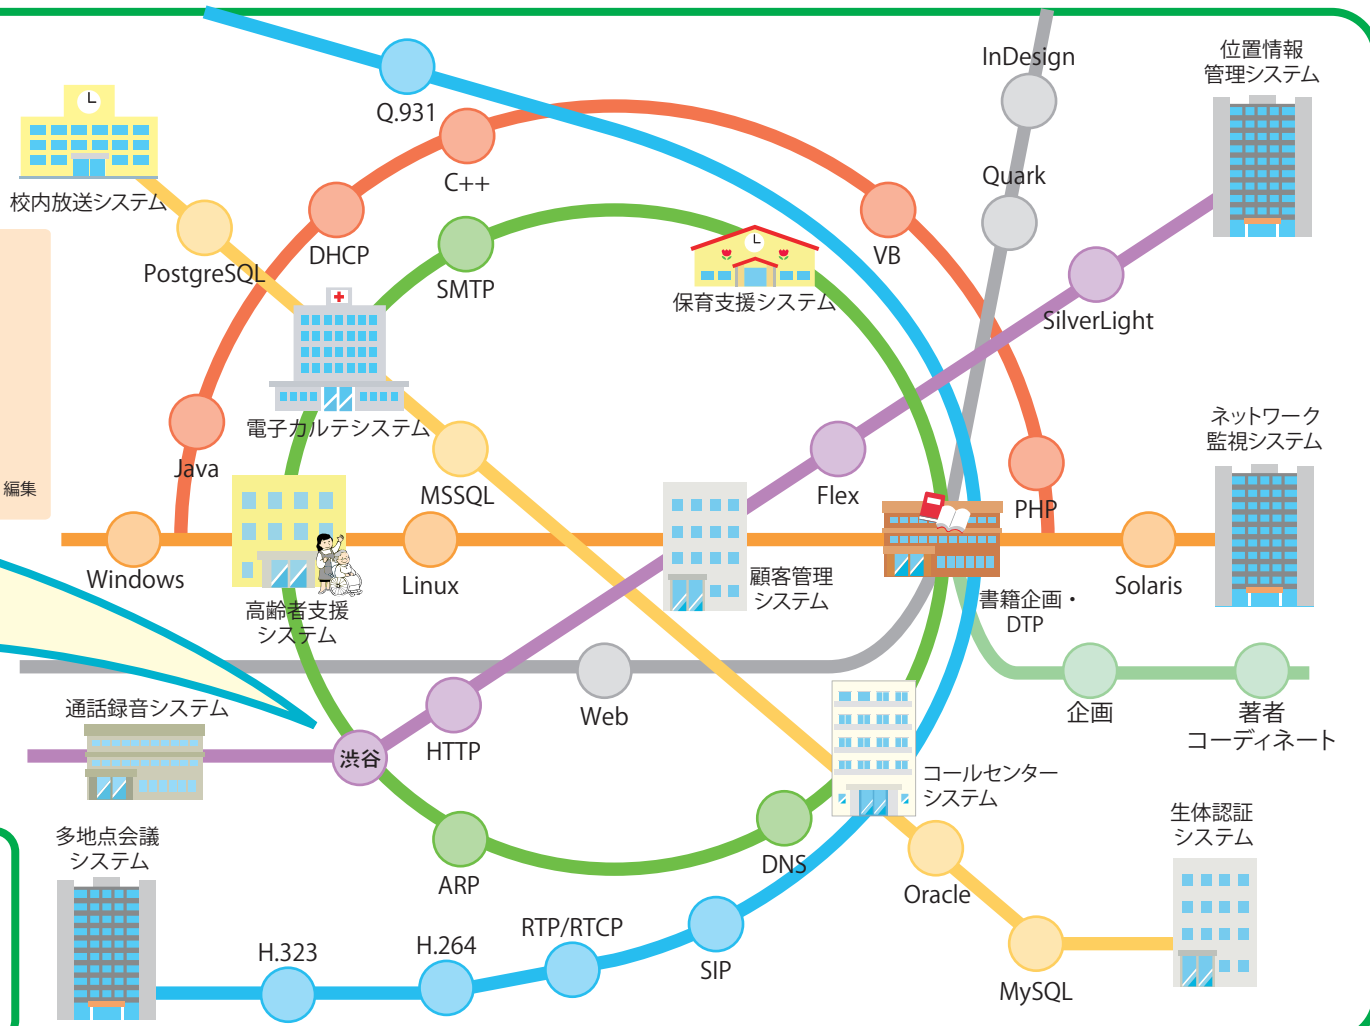 InDesign
位置情報
管理システム
Q.931
C++
Quark
校内放送システム
DHCP
VB
PostgreSQL
SMTP
保育支援システム
SilverLight
電子カルテシステム
ネットワーク
監視システム
Java
編集
MSSQL
Flex
PHP
Windows
Linux
顧客管理
システム
Solaris
高齢者支援
システム
書籍企画・
DTP
通話録音システム
Web
企画
著者
コーディネート
渋谷
HTTP
コールセンター
システム
多地点会議
システム
生体認証
システム
ARP
DNS
Oracle
RTP/RTCP
H.323
H.264
SIP
MySQL